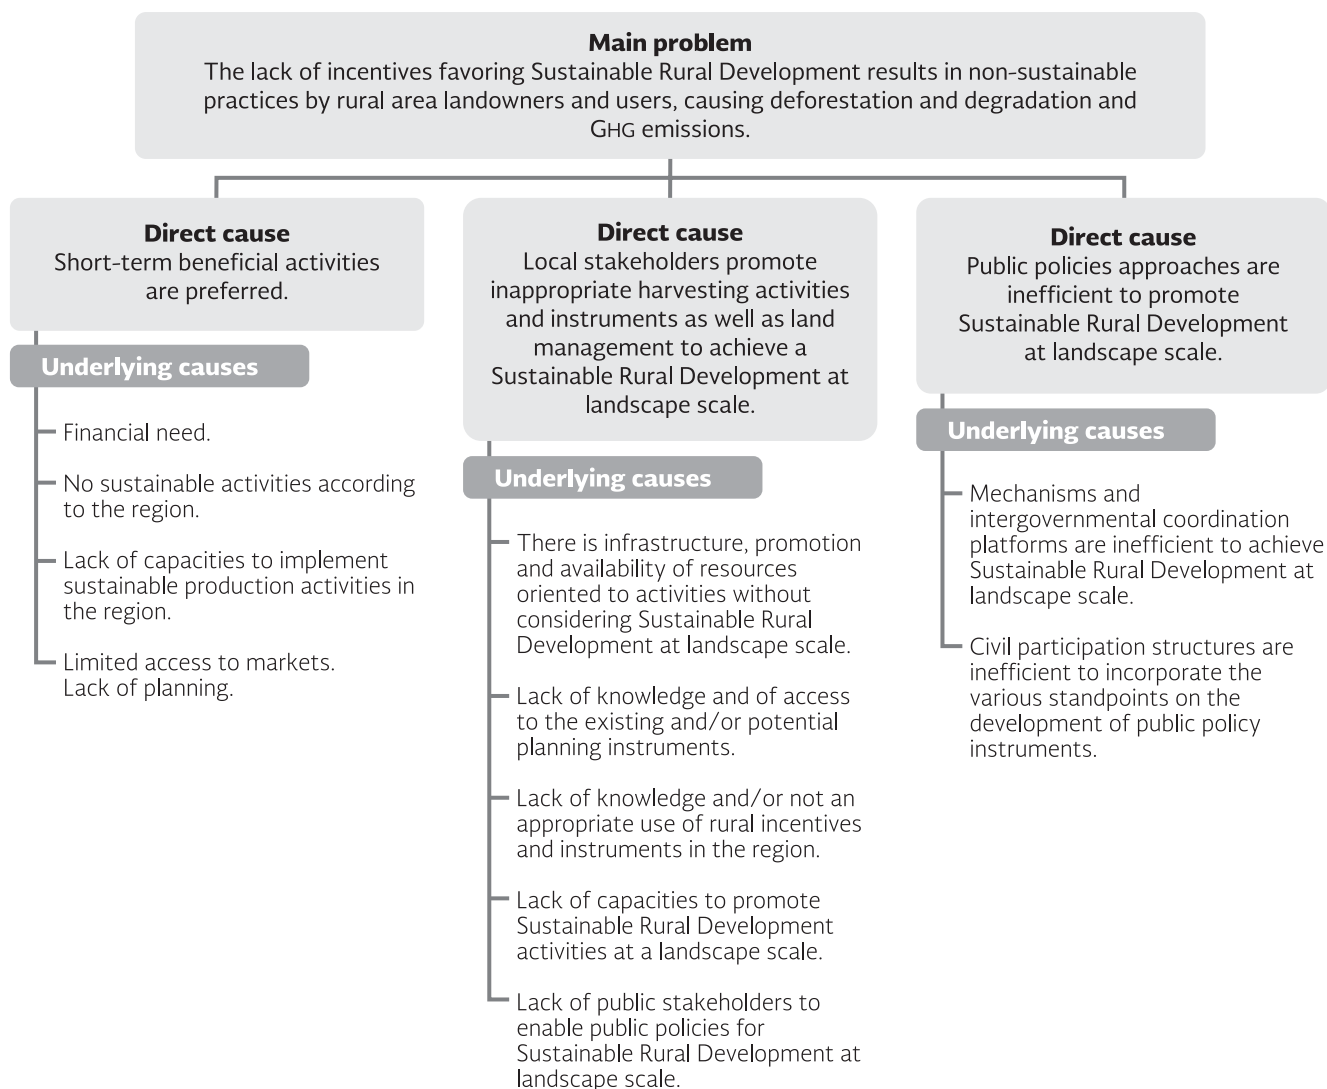 Main problem
The lack of incentives favoring Sustainable Rural Development results in non-sustainable
practices by rural area landowners and users, causing deforestation and degradation and
GHG emissions.
Direct cause
Short-term beneficial activities
are preferred.
Underlying causes
Financial need.
No sustainable activities according
to the region.
Lack of capacities to implement
sustainable production activities in
the region.
Limited access to markets.
Lack of planning.
Direct cause
Local stakeholders promote
inappropriate harvesting activities
and instruments as well as land
management to achieve a
Sustainable Rural Development at
landscape scale.
Underlying causes
There is infrastructure, promotion
and availability of resources
oriented to activities without
considering Sustainable Rural
Development at landscape scale.
Lack of knowledge and of access
to the existing and/or potential
planning instruments.
Lack of knowledge and/or not an
appropriate use of rural incentives
and instruments in the region.
Lack of capacities to promote
Sustainable Rural Development
activities at a landscape scale.
Lack of public stakeholders to
enable public policies for
Sustainable Rural Development at
landscape scale.
Direct cause
Public policies approaches are
inefficient to promote
Sustainable Rural Development
at landscape scale.
Underlying causes
Mechanisms and
intergovernmental coordination
platforms are inefficient to achieve
Sustainable Rural Development at
landscape scale.
Civil participation structures are
inefficient to incorporate the
various standpoints on the
development of public policy
instruments.